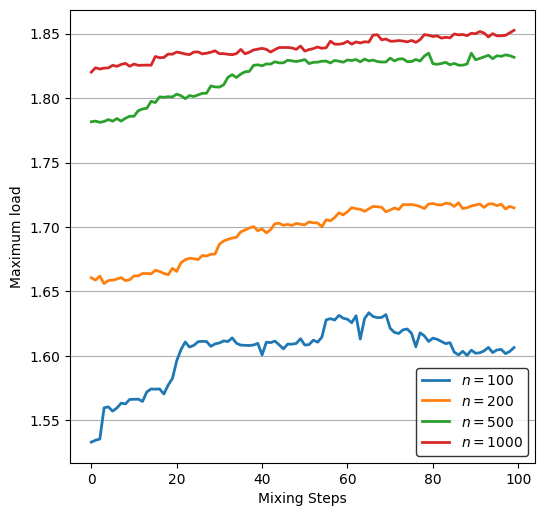 Maximum load
1.85
1.80
1.75
1.70
1.65
1.60
1.55
n = 100
n = 200
n = 500
n = 1000
0 20 40 60 80 100
Mixing Steps